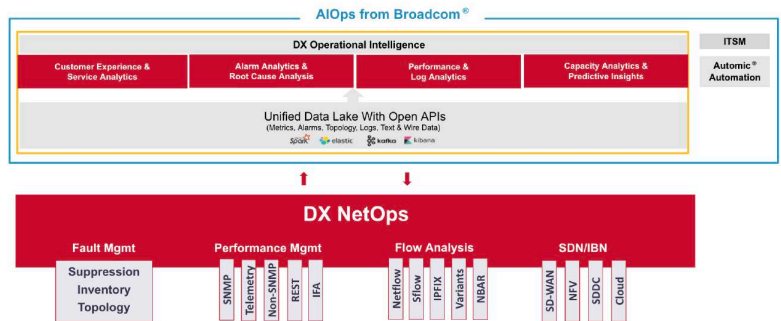 AIOps from Broadcom®
DX Operational Intelligence
ITSM
Customer Experience &
Service Analytics
Alarm Analytics &
Root Cause Analysis
Performance &
Log Analytics
Capacity Analytics &
Predictive Insights
Automic®
Automation
Unified Data Lake With Open APIs
(Metrics, Alarms, Topology, Logs, Text & Wire Data)
Spark
elastic
kafka
kibana
DX NetOps
Fault Mgmt
Performance Mgmt
Flow Analysis
SDN/IBN
Suppression
Inventory
Topology
SNMP
Telemetry
Non-SNMP
REST
IFA
Netflow
Sflow
IPFIX
Variants
NBAR
SD-WAN
NFV
SDDC
Cloud